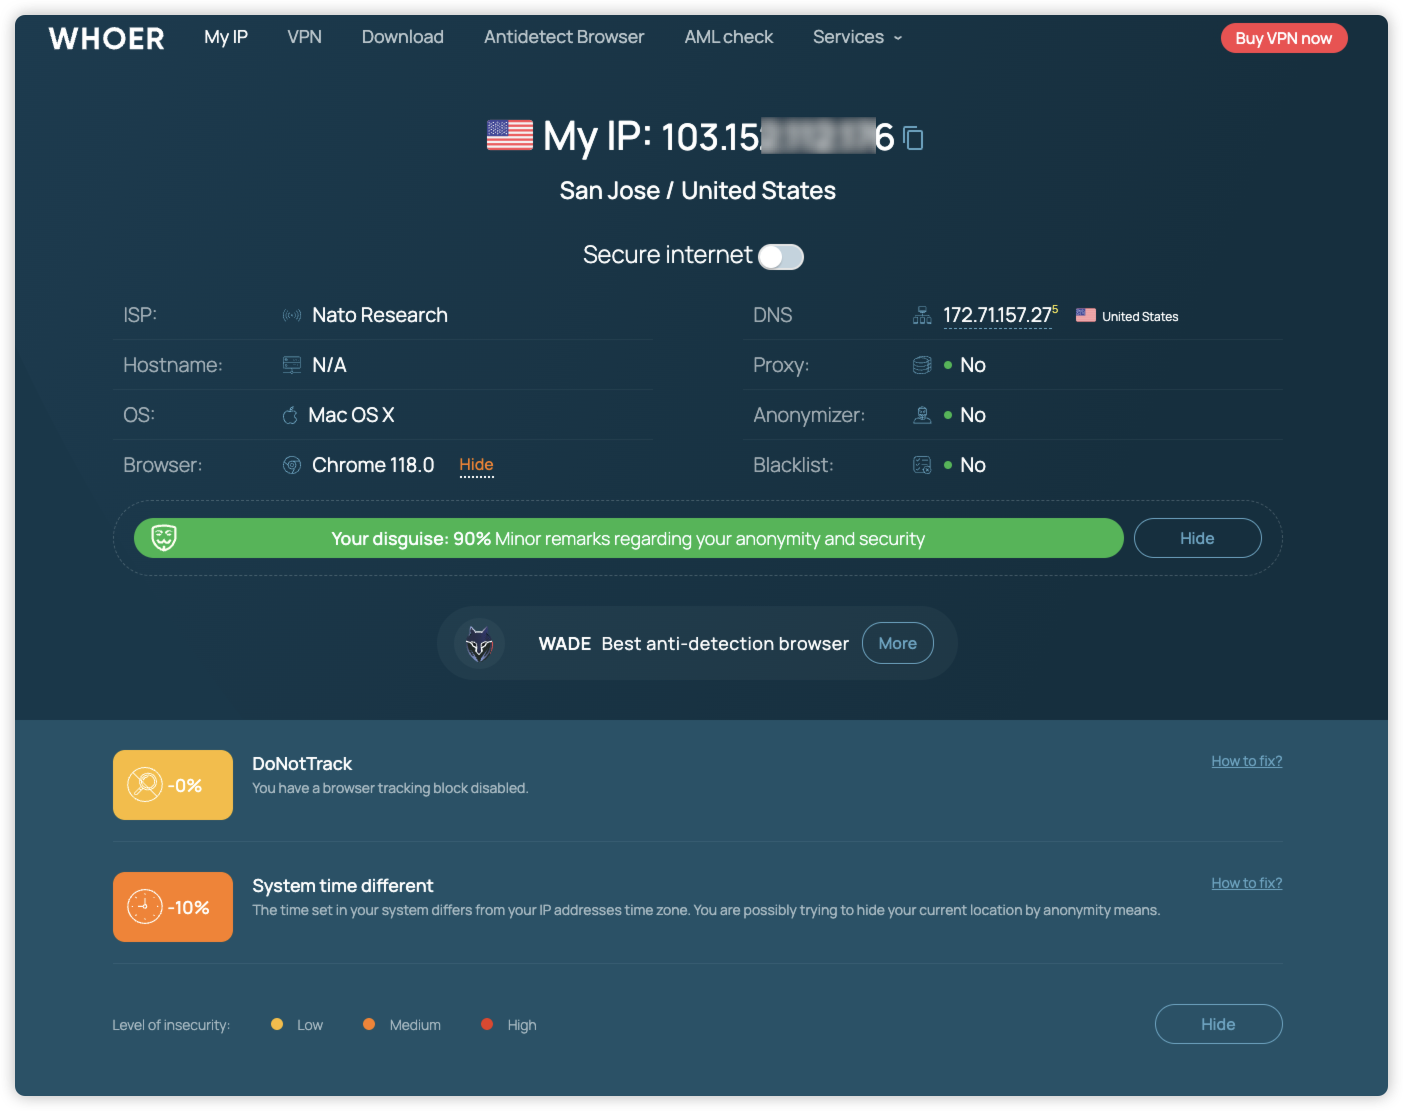 WHOER My IP VPN Download Antidetect Browser AML check Services Buy VPN now
My IP: 103.15 6
San Jose / United States
Secure internet
ISP: Nato Research
DNS 172.71.157.27 5 United States
Hostname: N/A
Proxy: No
OS: Mac OS X
Anonymizer: No
Browser: Chrome 118.0 Hide
Blacklist: No
Your disguise: 90% Minor remarks regarding your anonymity and security Hide
WADE Best anti-detection browser More
DoNotTrack How to fix?
-0%
You have a browser tracking block disabled.
System time different How to fix?
-10%
The time set in your system differs from your IP addresses time zone. You are possibly trying to hide your current location by anonymity means.
Level of insecurity: Low Medium High Hide